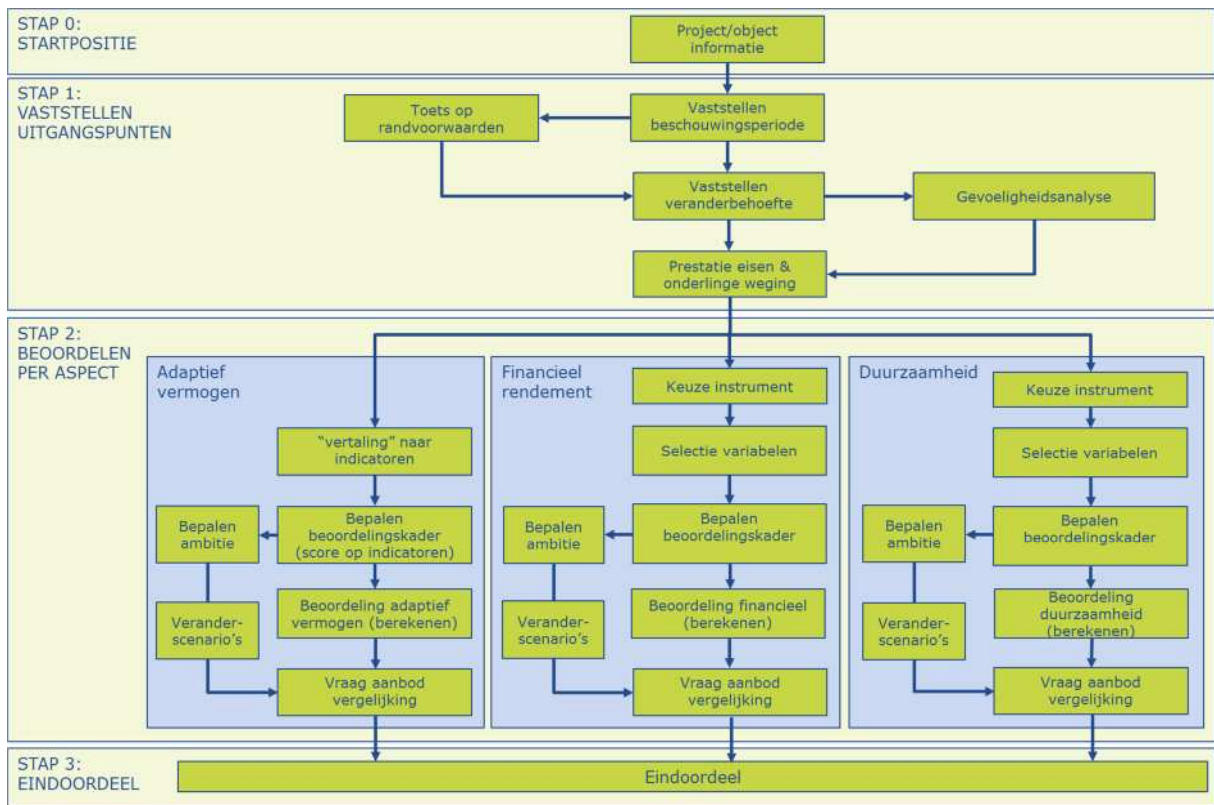 STAP 0:
STARTPOSITIE
Project/object
informatie
STAP 1:
VASTSTELLEN
UITGANGSPUNTEN
Toets op
randvoorwaarden
Vaststellen
beschouwingsperiode
Vaststellen
veranderbehoefte
Gevoeligheidsanalyse
Prestatie eisen &
onderlinge weging
STAP 2:
BEOORDELEN
PER ASPECT
Adaptief
vermogen
"vertaling" naar
indicatoren
Bepalen
ambitie
Bepalen
beoordelingskader
(score op indicatoren)
Verander-
scenario's
Beoordeling adaptief
vermogen (berekenen)
Vraag aanbod
vergelijking
Financieel
rendement
Keuze instrument
Selectie variabelen
Bepalen
ambitie
Bepalen
beoordelingskader
Verander-
scenario's
Beoordeling financieel
(berekenen)
Vraag aanbod
vergelijking
Duurzaamheid
Keuze instrument
Selectie variabelen
Bepalen
ambitie
Bepalen
beoordelingskader
Verander-
scenario's
Beoordeling
duurzaamheid
(berekenen)
Vraag aanbod
vergelijking
STAP 3:
EINDOORDEEL
Eindoordeel